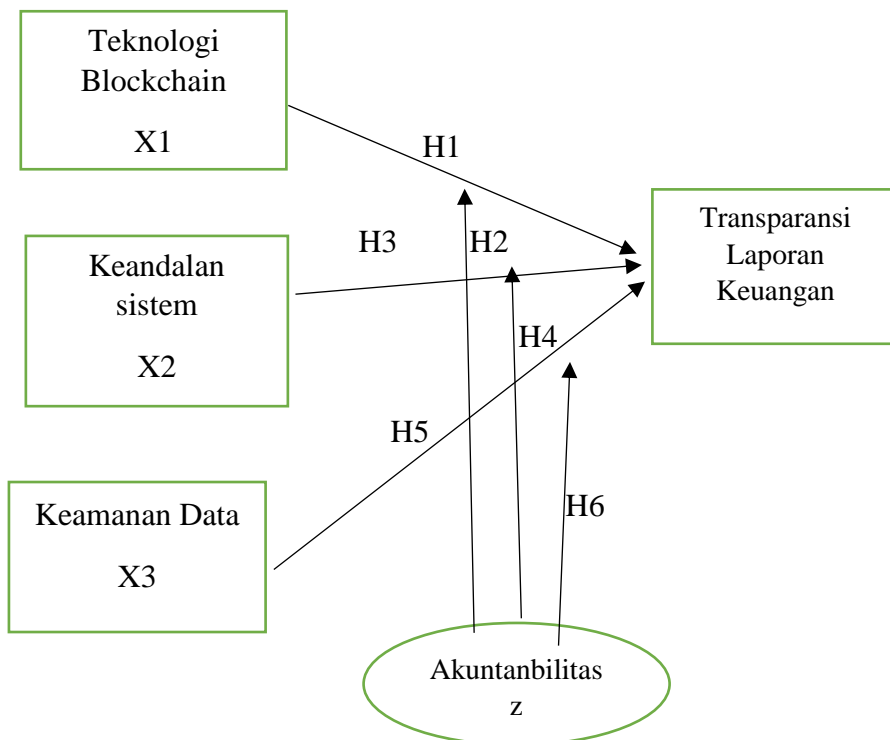 Teknologi
Blockchain
X1
H1
Transparansi
Laporan
Keuangan
H3
H2
Keandalan
sistem
X2
H4
H5
Keamanan Data
X3
H6
Akuntanbilitas
z